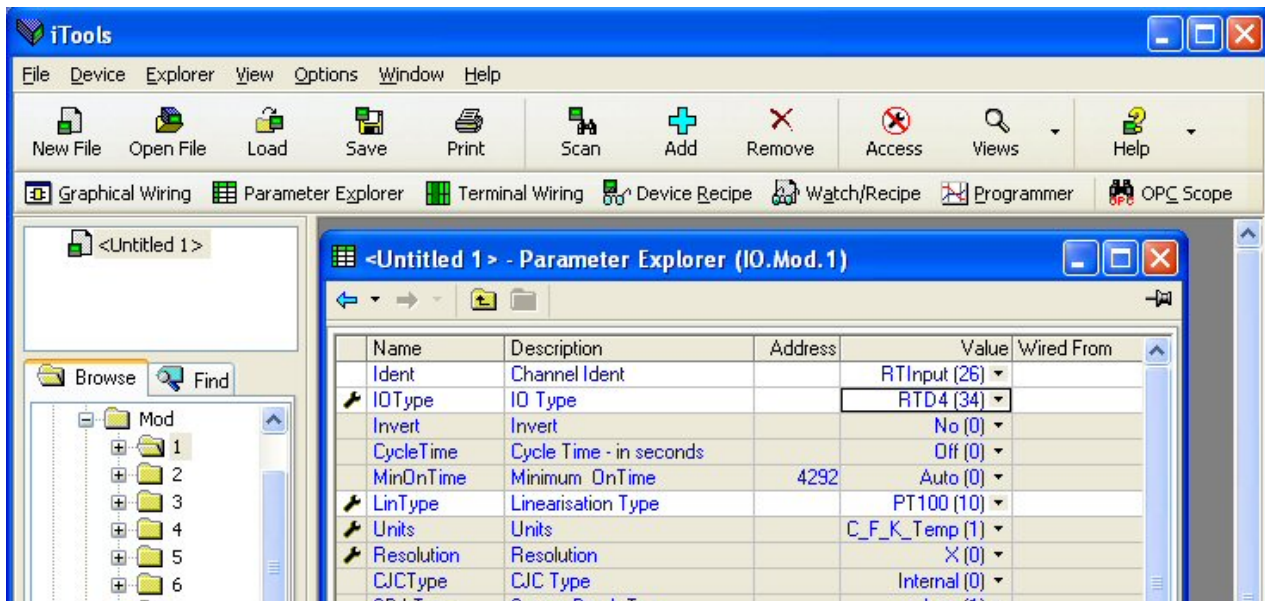 iTools
File Device Explorer View Options Window Help
New File Open File Load Save Print Scan Add Remove Access Views Help
Graphical Wiring Parameter Explorer Terminal Wiring Device Recipe Watch/Recipe Programmer OPC Scope
<Untitled 1>
Browse Find
Mod
1
2
3
4
5
6
<Untitled 1> - Parameter Explorer (IO.Mod.1)
Name Description Address Value Wired From
Ident Channel Ident RTInput (26)
IOType IO Type RTD4 (34)
Invert Invert No (0)
CycleTime Cycle Time - in seconds Off (0)
MinOnTime Minimum OnTime 4292 Auto (0)
LinType Linearisation Type PT100 (10)
Units Units C_F_K_Temp (1)
Resolution Resolution X (0)
CJCType CJC Type Internal (0)